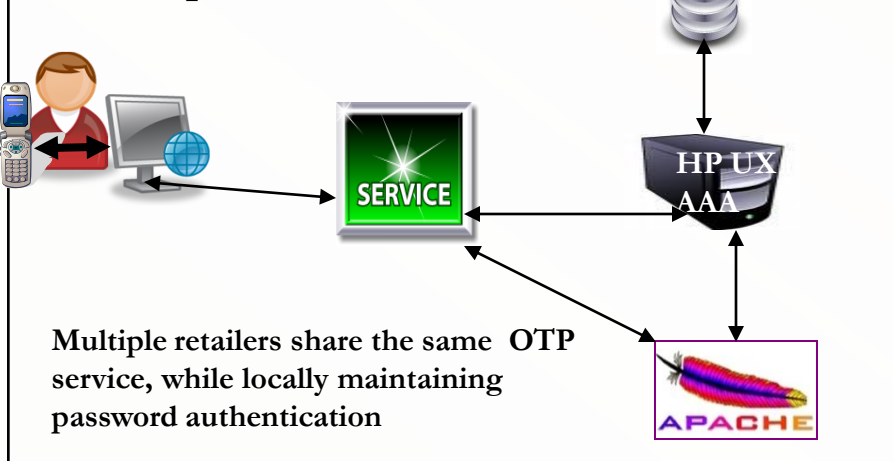 SERVICE
HP UX
AAA
Multiple retailers share the same OTP
service, while locally maintaining
password authentication
APACHE